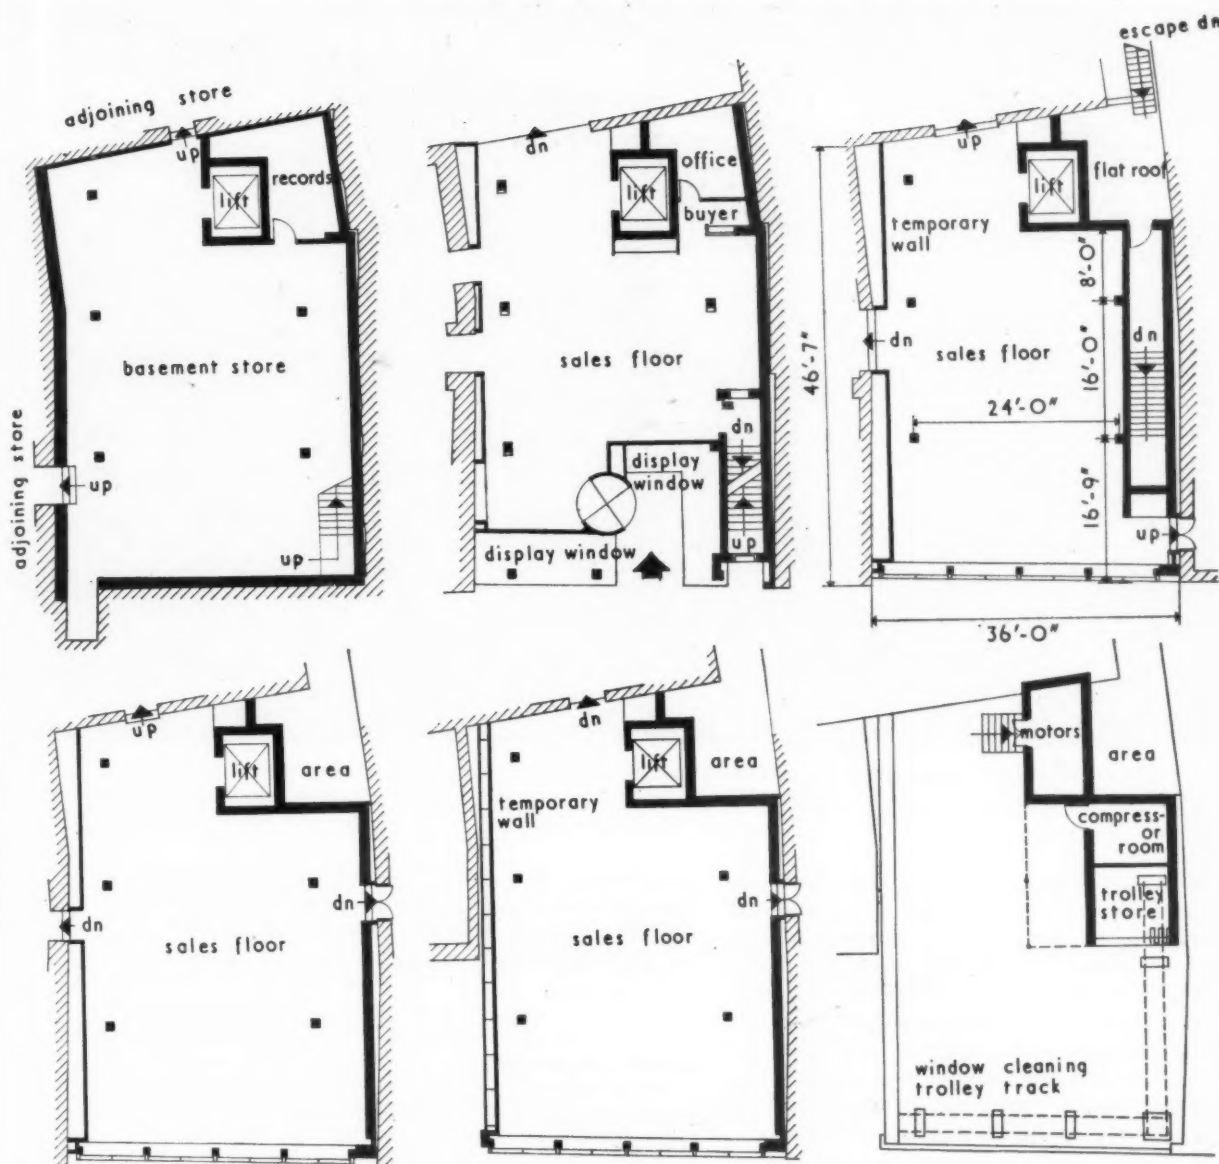 adjoining store
up
lift
records
basement store
adjoining store
up
up
dn
lift
office
buyer
sales floor
dn
display
window
display window
up
escape dn
up
lift
flat roof
temporary
wall
46'-7"
dn
sales floor
dn
8'-0"
16'-0"
24'-0"
16'-9"
up
36'-0"
up
lift
area
dn
dn
sales floor
dn
lift
area
temporary
wall
dn
sales floor
motors
area
compress-
or
room
trolley
store
window cleaning
trolley track